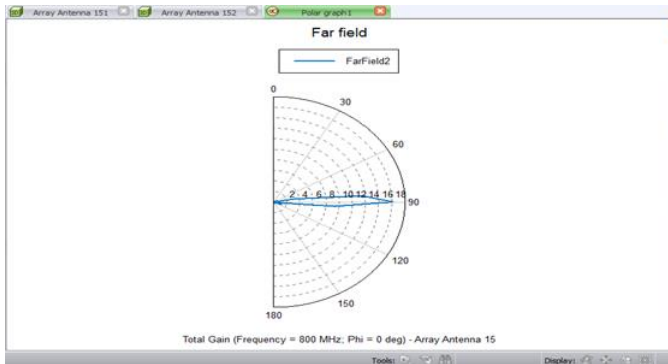 Array Antenna 151 Array Antenna 152 Polar graph1
Far field
FarField2
0
30
60
2 4 6 8 10 12 14 16 18 90
120
150
180
Total Gain (Frequency = 800 MHz; Phi = 0 deg) - Array Antenna 15
Tools: Display: